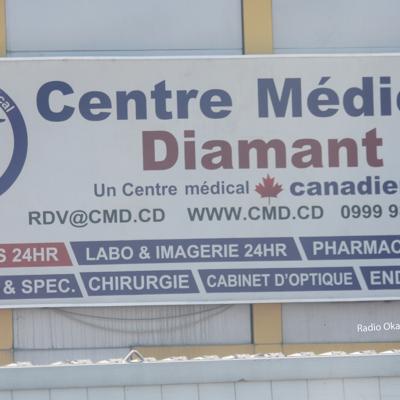 Centre Médic
Diamant
Un Centre médical canadie
RDV@CMD.CD WWW.CMD.CD 0999 9
S 24HR LABO & IMAGERIE 24HR PHARMAC
& SPEC. CHIRURGIE CABINET D'OPTIQUE END
Radio Oka